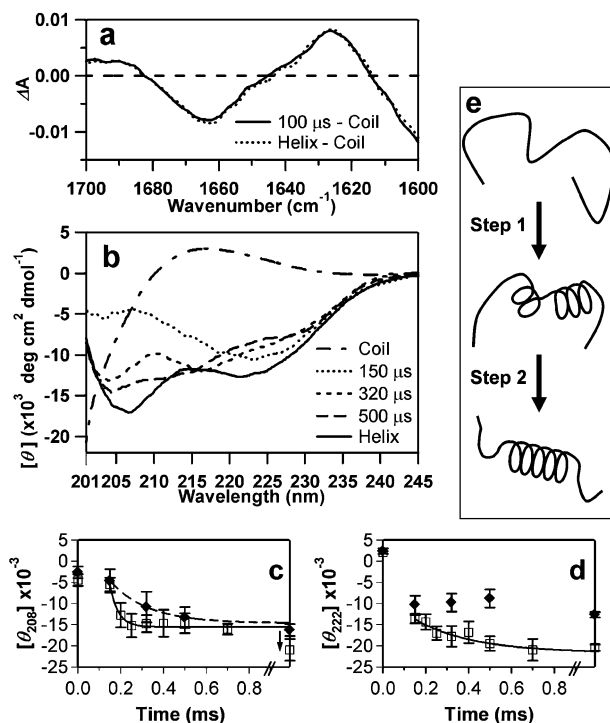 a
ΔA
0.01
0.00
-0.01
100 μs - Coil
Helix - Coil
1700 1680 1660 1640 1620 1600
Wavenumber (cm⁻¹)
b
[θ] (x10³ deg cm² dmol⁻¹)
5
0
-5
-10
-15
-20
Coil
150 μs
320 μs
500 μs
Helix
201 205 210 215 220 225 230 235 240 245
Wavelength (nm)
e
Step 1
Step 2
c
[θ₂₀₈] x10⁻³
5
0
-5
-10
-15
-20
-25
0.0 0.2 0.4 0.6 0.8
Time (ms)
d
[θ₂₂₂] x10⁻³
5
0
-5
-10
-15
-20
-25
0.0 0.2 0.4 0.6 0.8
Time (ms)